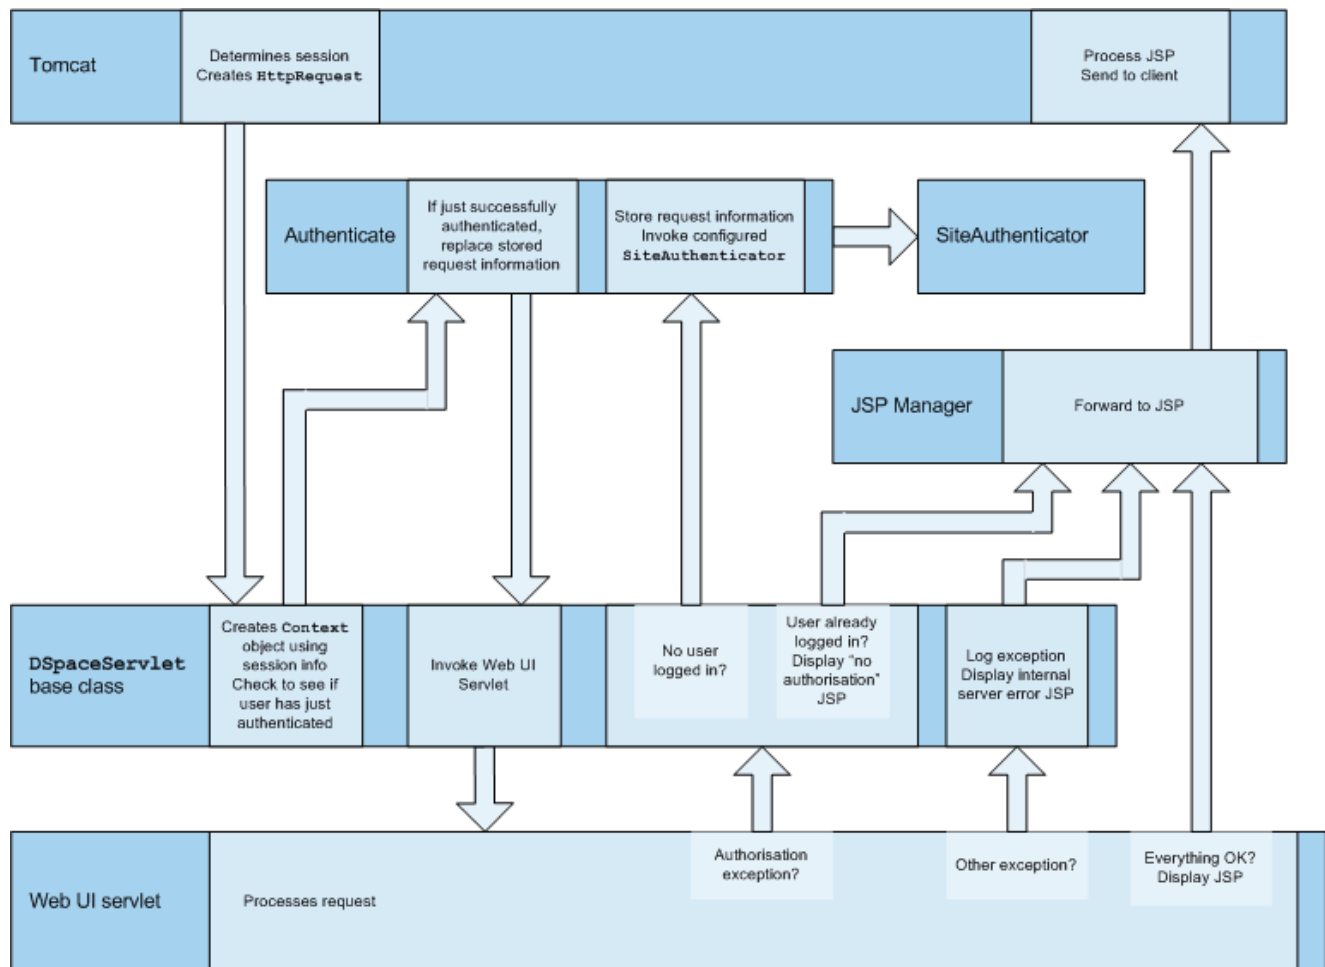 Tomcat
Determines session
Creates HttpRequest
Process JSP
Send to client
Authenticate
If just successfully
authenticated,
replace stored
request information
Store request information
Invoke configured
SiteAuthenticator
SiteAuthenticator
JSP Manager
Forward to JSP
DSpaceServlet
base class
Creates Context
object using
session info
Check to see if
user has just
authenticated
Invoke Web UI
Servlet
No user
logged in?
User already
logged in?
Display “no
authorisation”
JSP
Log exception
Display internal
server error JSP
Web UI servlet
Processes request
Authorisation
exception?
Other exception?
Everything OK?
Display JSP